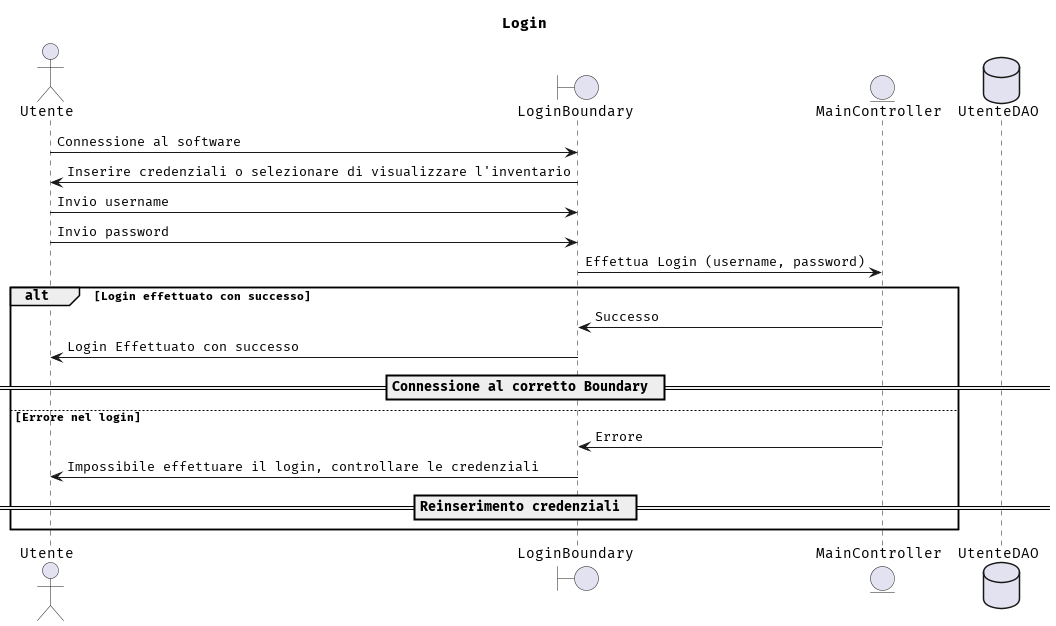 Login
Utente
LoginBoundary
MainController
UtenteDAO
Connessione al software
Inserire credenziali o selezionare di visualizzare l'inventario
Invio username
Invio password
Effettua Login (username, password)
alt
[Login effettuato con successo]
Successo
Login Effettuato con successo
Connessione al corretto Boundary
[Errore nel login]
Errore
Impossibile effettuare il login, controllare le credenziali
Reinserimento credenziali
Utente
LoginBoundary
MainController
UtenteDAO